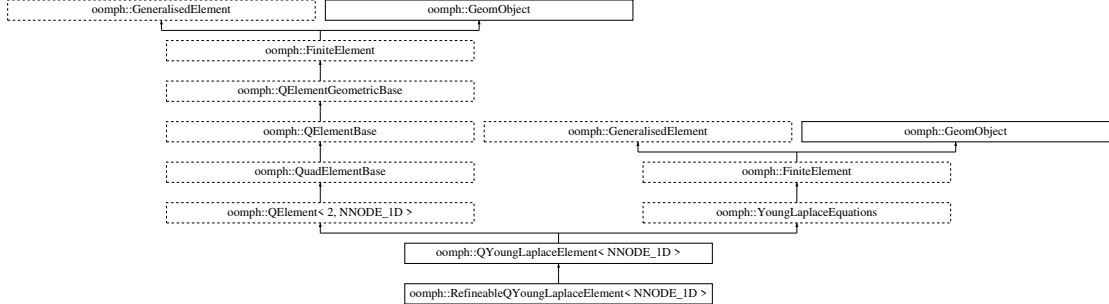 oomph::GeneralisedElement
oomph::GeomObject
oomph::FiniteElement
oomph::QElementGeometricBase
oomph::QElementBase
oomph::GeneralisedElement
oomph::GeomObject
oomph::QuadElementBase
oomph::FiniteElement
oomph::QElement< 2, NNODE_1D >
oomph::YoungLaplaceEquations
oomph::QYoungLaplaceElement< NNODE_1D >
oomph::RefineableQYoungLaplaceElement< NNODE_1D >